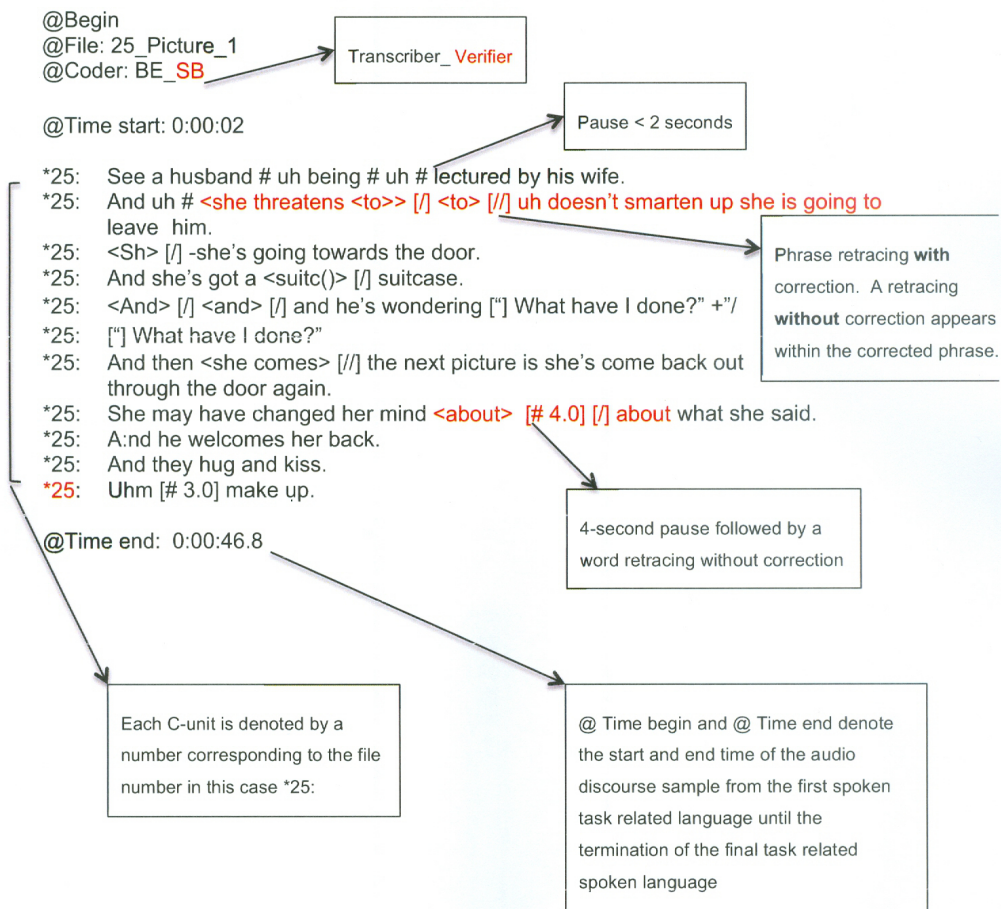 @Begin
@File: 25_Picture_1
@Coder: BE_SB
Transcriber_ Verifier
@Time start: 0:00:02
Pause < 2 seconds
*25: See a husband # uh being # uh # lectured by his wife.
*25: And uh # <she threatens <to>> [/] <to> [//] uh doesn't smarten up she is going to
leave him.
*25: <Sh> [/] -she's going towards the door.
*25: And she's got a <suitc()> [/] suitcase.
*25: <And> [/] <and> [/] and he's wondering ["] What have I done?" +"/
*25: ["] What have I done?"
*25: And then <she comes> [//] the next picture is she's come back out
through the door again.
*25: She may have changed her mind <about> [# 4.0] [/] about what she said.
*25: A:nd he welcomes her back.
*25: And they hug and kiss.
*25: Uhm [# 3.0] make up.
Phrase retracing with
correction. A retracing
without correction appears
within the corrected phrase.
@Time end: 0:00:46.8
4-second pause followed by a
word retracing without correction
Each C-unit is denoted by a
number corresponding to the file
number in this case *25:
@ Time begin and @ Time end denote
the start and end time of the audio
discourse sample from the first spoken
task related language until the
termination of the final task related
spoken language